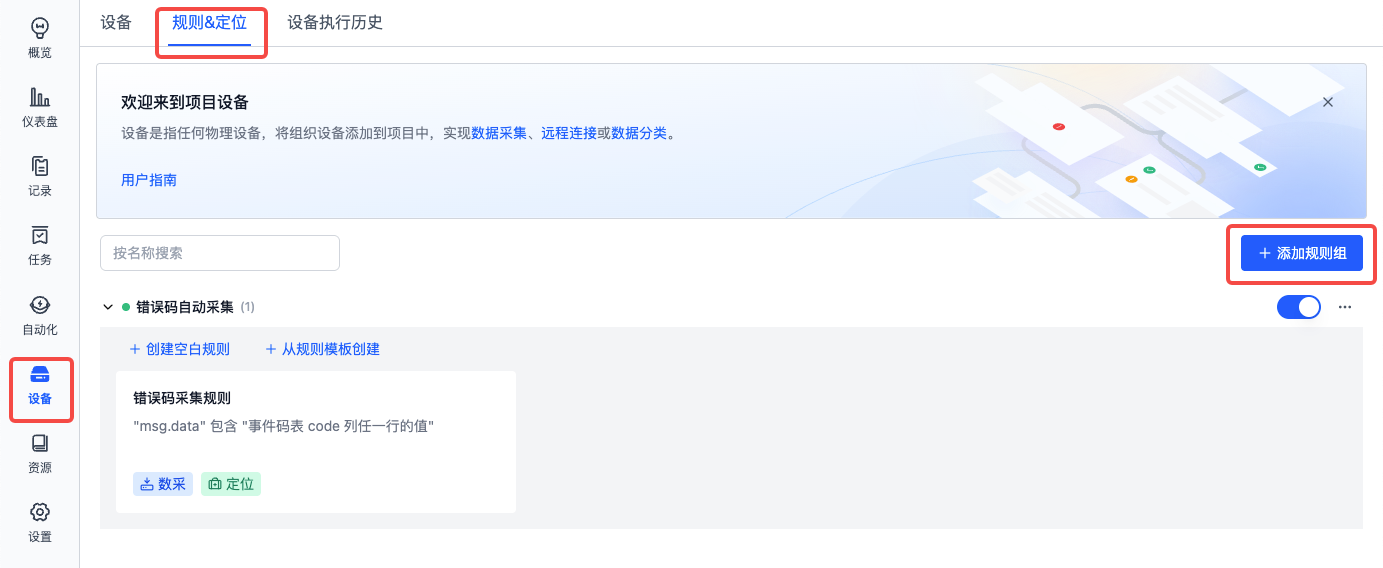 概览
仪表盘
记录
任务
自动化
设备
资源
设置
设备 规则&定位 设备执行历史
欢迎来到项目设备
设备是指任何物理设备，将组织设备添加到项目中，实现数据采集、远程连接或数据分类。
用户指南
按名称搜索
添加规则组
错误码自动采集 (1)
创建空白规则 从规则模板创建
错误码采集规则
"msg.data" 包含 "事件码表 code 列任一行的值"
数采 定位